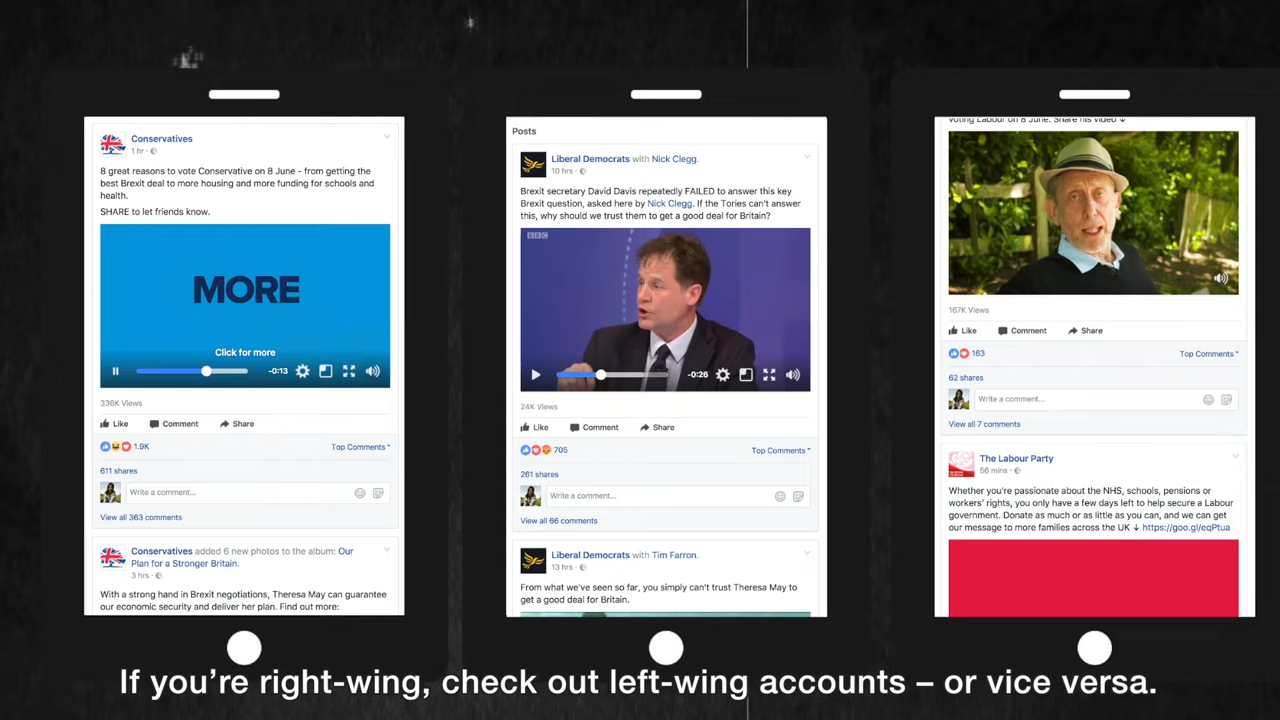 Conservatives
1 hr ·
8 great reasons to vote Conservative on 8 June - from getting the
best Brexit deal to more housing and more funding for schools and
health.
SHARE to let friends know.
MORE
Click for more
-0:13
336K Views
Like Comment Share
1.9K Top Comments
611 shares
Write a comment...
View all 363 comments
Conservatives added 6 new photos to the album: Our
Plan for a Stronger Britain.
3 hrs ·
With a strong hand in Brexit negotiations, Theresa May can guarantee
our economic security and deliver her plan. Find out more:
Posts
Liberal Democrats with Nick Clegg.
10 hrs ·
Brexit secretary David Davis repeatedly FAILED to answer this key
Brexit question, asked here by Nick Clegg. If the Tories can't answer
this, why should we trust them to get a good deal for Britain?
BBC
-0:26
24K Views
Like Comment Share
705 Top Comments
261 shares
Write a comment...
View all 66 comments
Liberal Democrats with Tim Farron.
13 hrs ·
From what we've seen so far, you simply can't trust Theresa May to
get a good deal for Britain.
voting Labour on 8 June. Share his video ↓
167K Views
Like Comment Share
163 Top Comments
62 shares
Write a comment...
View all 7 comments
The Labour Party
56 mins ·
Whether you're passionate about the NHS, schools, pensions or
workers' rights, you only have a few days left to help secure a Labour
government. Donate as much or as little as you can, and we can get
our message to more families across the UK ↓ https://goo.gl/eqPtua
If you're right-wing, check out left-wing accounts – or vice versa.